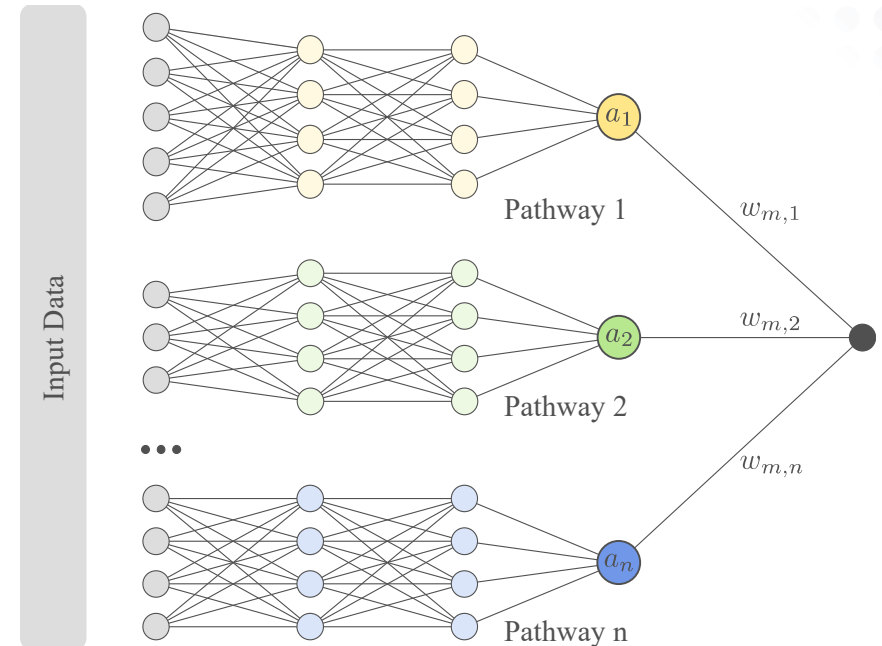 Input Data
a₁
Pathway 1
wₘ,₁
a₂
wₘ,₂
Pathway 2
•••
wₘ,ₙ
aₙ
Pathway n